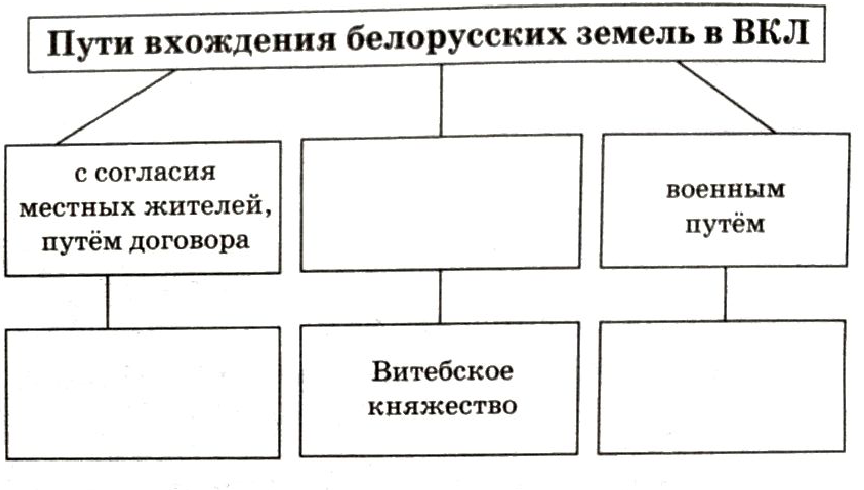 Пути вхождения белорусских земель в ВКЛ
с согласия
местных жителей,
путём договора
военным
путём
Витебское
княжество